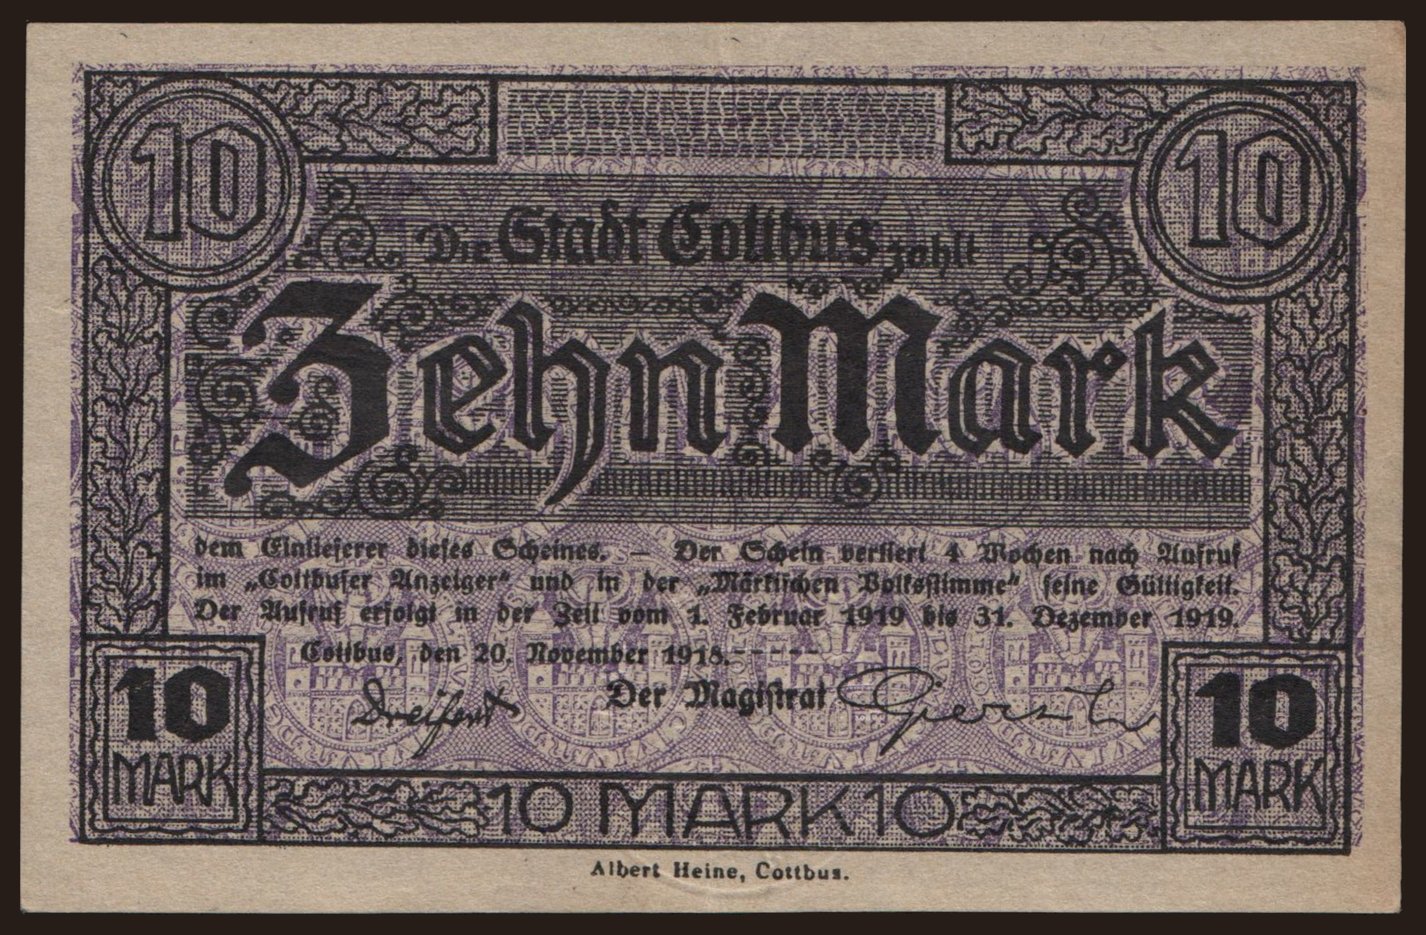 10 10
Die Stadt Cottbus zahlt
Zehn Mark
dem Einlieferer dieses Scheines. — Der Schein verliert 4 Wochen nach Aufruf
im „Cottbuser Anzeiger“ und in der „Märkischen Volksstimme“ seine Gültigkeit.
Der Aufruf erfolgt in der Zeit vom 1. Februar 1919 bis 31. Dezember 1919.
Cottbus, den 20. November 1918.
Der Magistrat
10 MARK
10 MARK
10 MARK 10
Albert Heine, Cottbus.